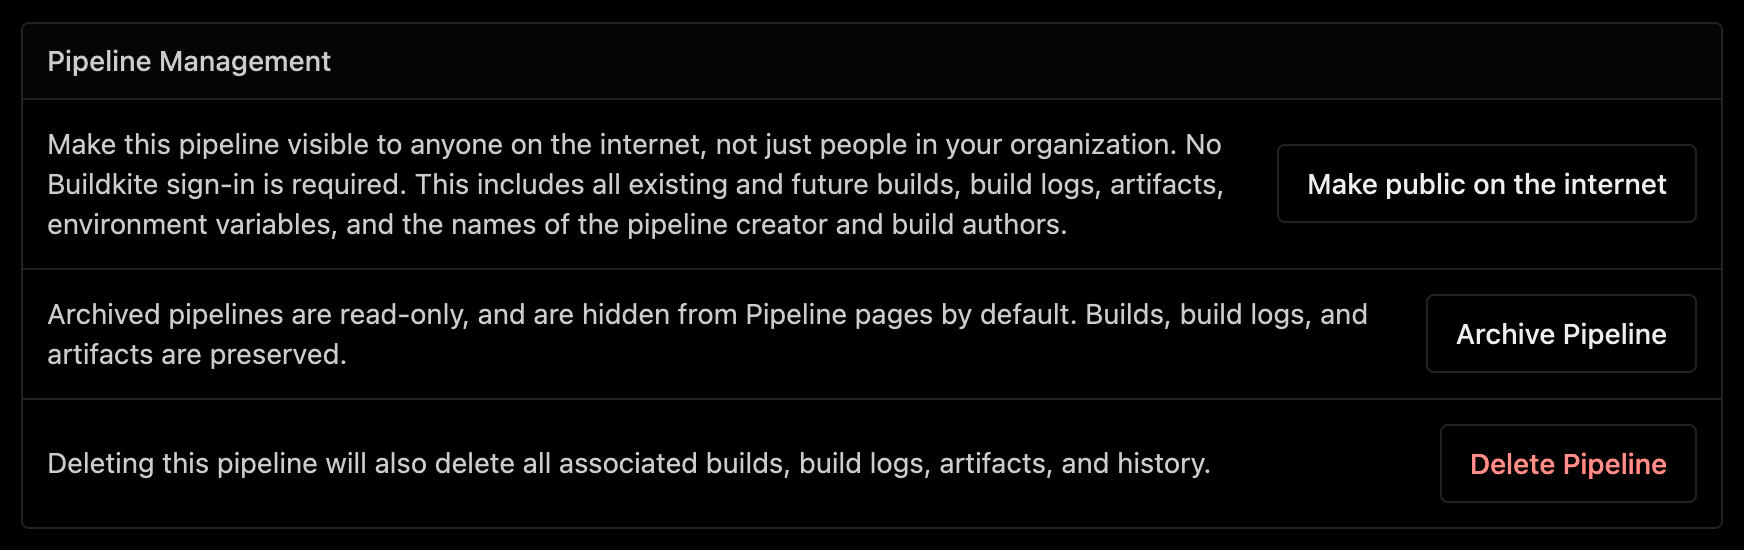 Pipeline Management
Make this pipeline visible to anyone on the internet, not just people in your organization. No
Buildkite sign-in is required. This includes all existing and future builds, build logs, artifacts,
environment variables, and the names of the pipeline creator and build authors.
Make public on the internet
Archived pipelines are read-only, and are hidden from Pipeline pages by default. Builds, build logs, and
artifacts are preserved.
Archive Pipeline
Deleting this pipeline will also delete all associated builds, build logs, artifacts, and history.
Delete Pipeline